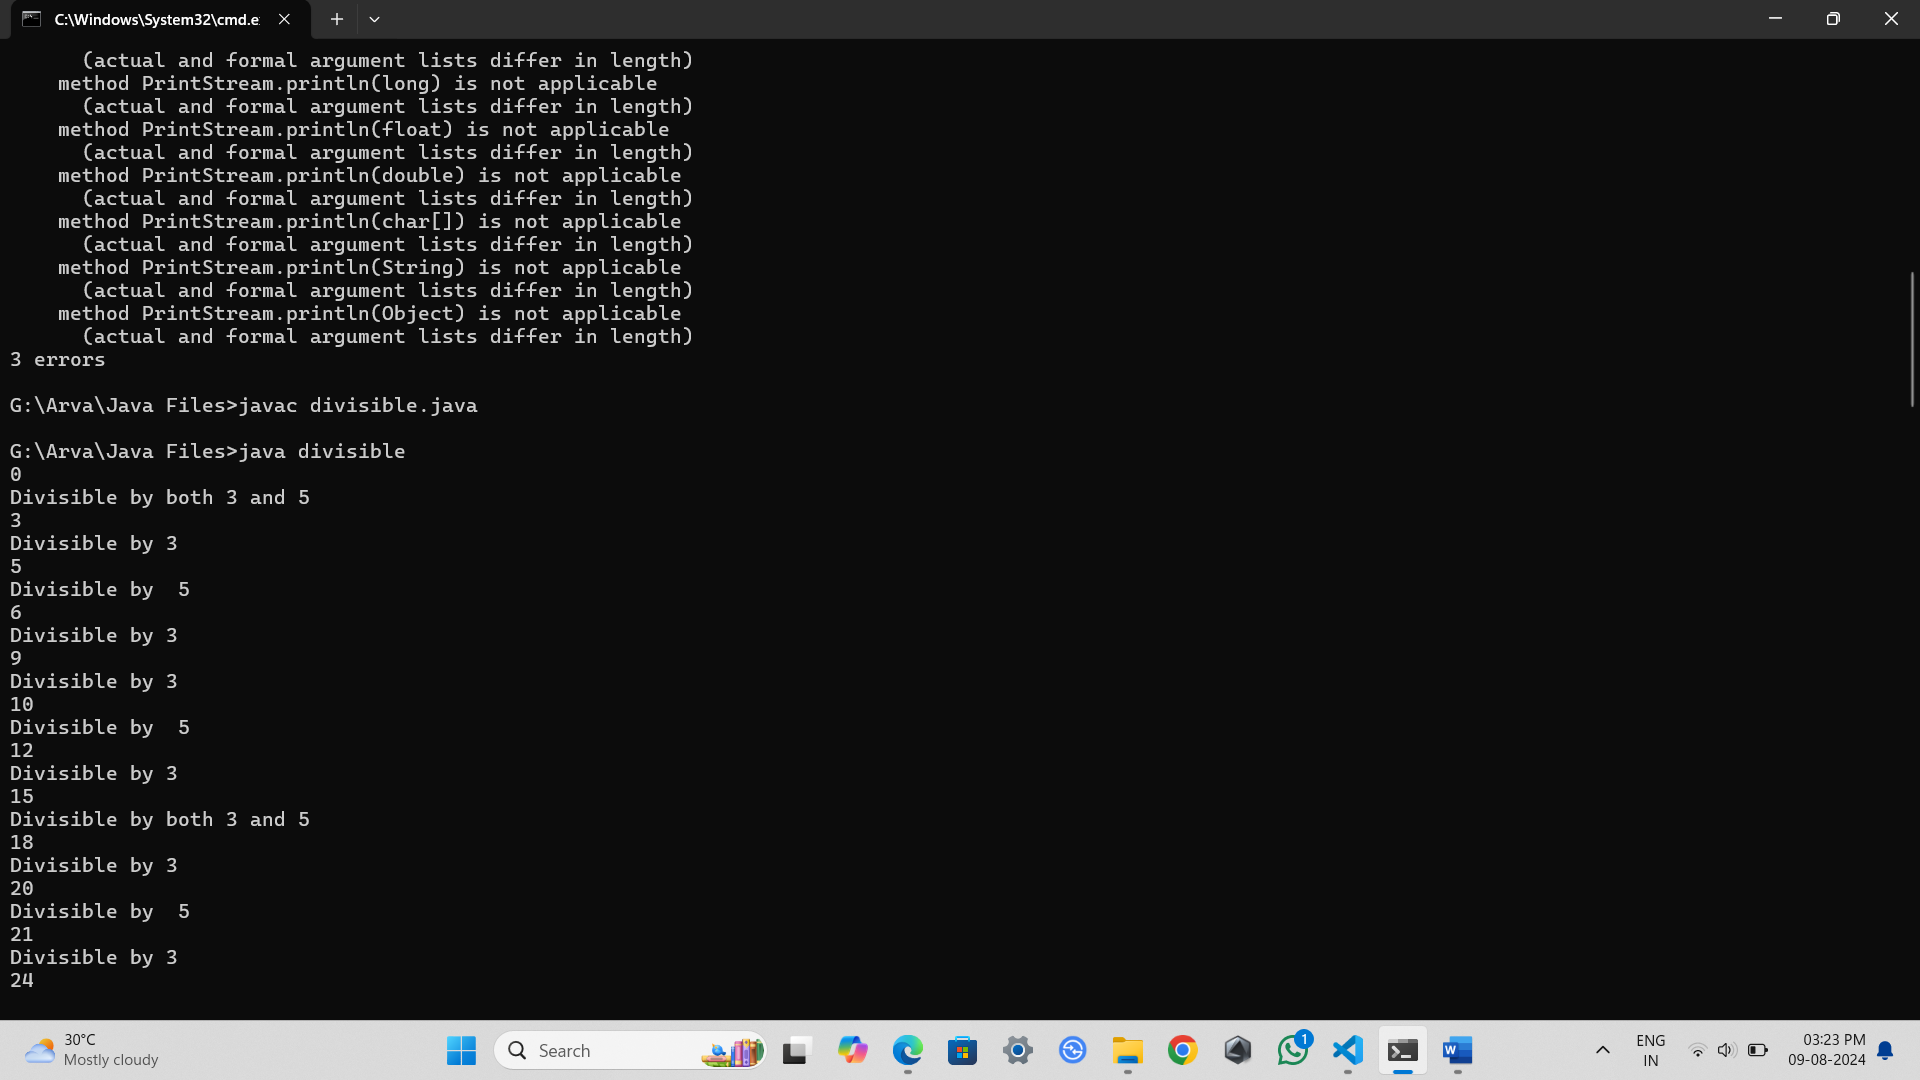 C:\Windows\System32\cmd.e
(actual and formal argument lists differ in length)
method PrintStream.println(long) is not applicable
(actual and formal argument lists differ in length)
method PrintStream.println(float) is not applicable
(actual and formal argument lists differ in length)
method PrintStream.println(double) is not applicable
(actual and formal argument lists differ in length)
method PrintStream.println(char[]) is not applicable
(actual and formal argument lists differ in length)
method PrintStream.println(String) is not applicable
(actual and formal argument lists differ in length)
method PrintStream.println(Object) is not applicable
(actual and formal argument lists differ in length)
3 errors
G:\Arva\Java Files>javac divisible.java
G:\Arva\Java Files>java divisible
0
Divisible by both 3 and 5
3
Divisible by 3
5
Divisible by  5
6
Divisible by 3
9
Divisible by 3
10
Divisible by  5
12
Divisible by 3
15
Divisible by both 3 and 5
18
Divisible by 3
20
Divisible by  5
21
Divisible by 3
24
30°C
Mostly cloudy
Search
1
W
ENG
IN
03:23 PM
09-08-2024